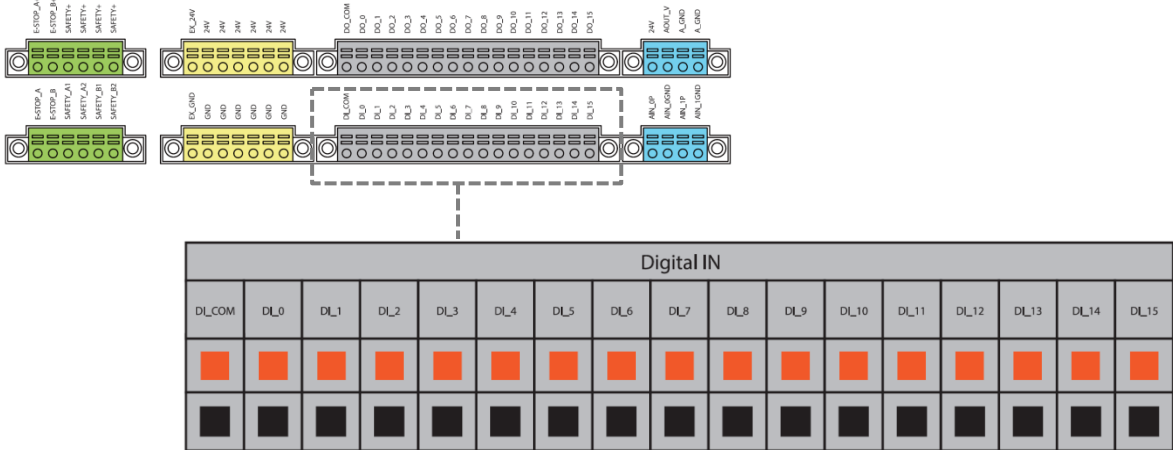 E-STOP_A+ E-STOP_B+ SAFETY+ SAFETY+ SAFETY+ SAFETY+
EX_24V 24V 24V 24V 24V 24V 24V
DO_COM DO_0 DO_1 DO_2 DO_3 DO_4 DO_5 DO_6 DO_7 DO_8 DO_9 DO_10 DO_11 DO_12 DO_13 DO_14 DO_15
24V AOUT_V A_GND A_GND
E-STOP_A E-STOP_B SAFETY_A1 SAFETY_A2 SAFETY_B1 SAFETY_B2
EX_GND GND GND GND GND GND GND
DI_COM DI_0 DI_1 DI_2 DI_3 DI_4 DI_5 DI_6 DI_7 DI_8 DI_9 DI_10 DI_11 DI_12 DI_13 DI_14 DI_15
AIN_0P AIN_0GND AIN_1P AIN_1GND
Digital IN
DI_COM DI_0 DI_1 DI_2 DI_3 DI_4 DI_5 DI_6 DI_7 DI_8 DI_9 DI_10 DI_11 DI_12 DI_13 DI_14 DI_15